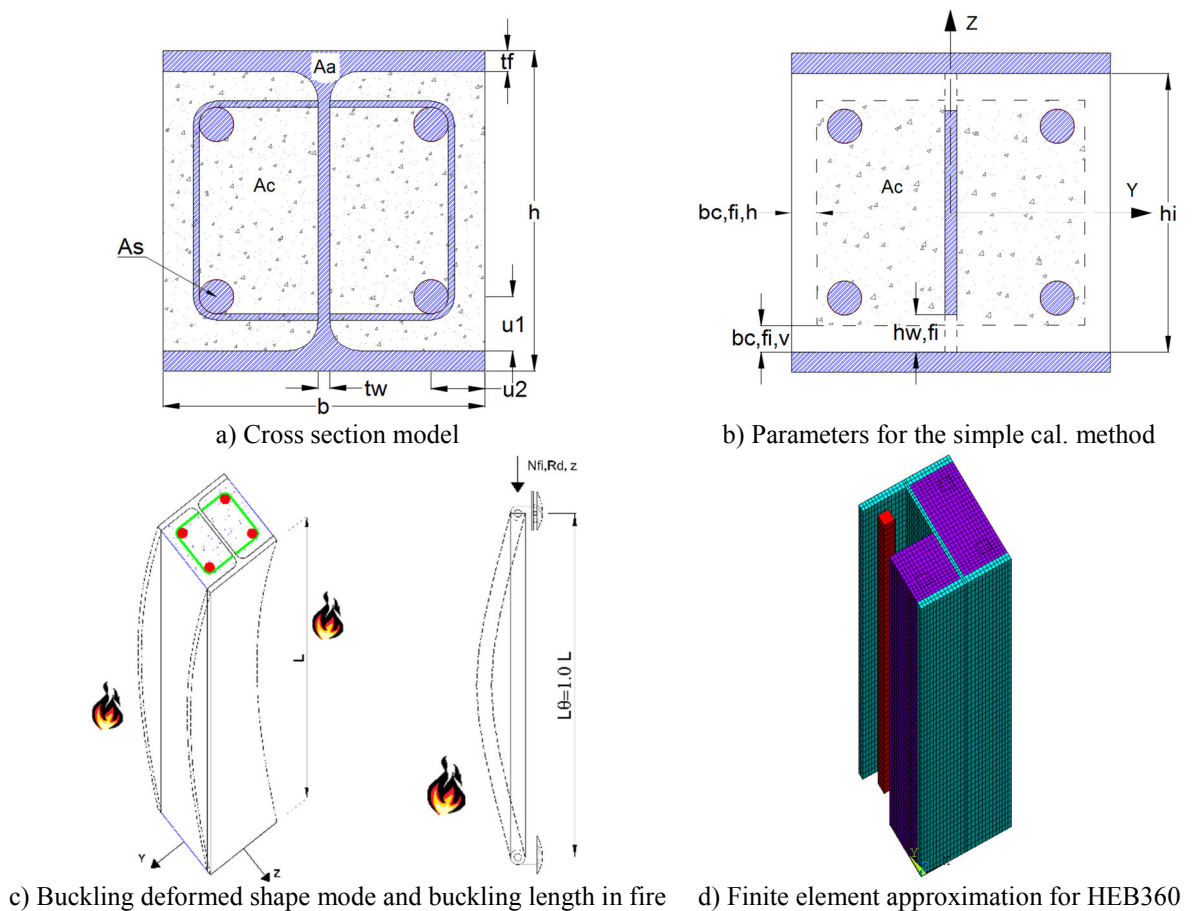 Aa
tf
Ac
h
As
u1
tw
u2
b
a) Cross section model
Z
Ac
Y
bc,fi,h
hi
hw,fi
bc,fi,v
b) Parameters for the simple cal. method
L
Y
Z
Nfi,Rd, z
Lθ=1.0 L
c) Buckling deformed shape mode and buckling length in fire
Y
d) Finite element approximation for HEB360